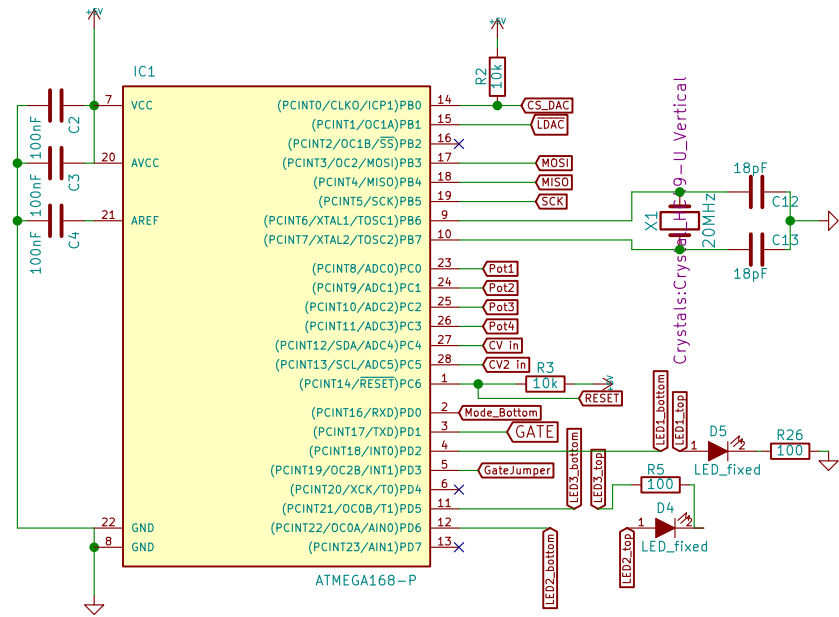 +5V
IC1
7 VCC
20 AVCC
21 AREF
22 GND
8 GND
100nF C2
100nF C3
100nF C4
(PCINT0/CLKO/ICP1)PB0 14 CS_DAC
(PCINT1/OC1A)PB1 15 LDAC
(PCINT2/OC1B/SS)PB2 16
(PCINT3/OC2/MOSI)PB3 17 MOSI
(PCINT4/MISO)PB4 18 MISO
(PCINT5/SCK)PB5 19 SCK
(PCINT6/XTAL1/TOSC1)PB6 9
(PCINT7/XTAL2/TOSC2)PB7 10
(PCINT8/ADC0)PC0 23 Pot1
(PCINT9/ADC1)PC1 24 Pot2
(PCINT10/ADC2)PC2 25 Pot3
(PCINT11/ADC3)PC3 26 Pot4
(PCINT12/SDA/ADC4)PC4 27 CV in
(PCINT13/SCL/ADC5)PC5 28 CV2 in
(PCINT14/RESET)PC6 1
(PCINT16/RXD)PD0 2 Mode_Bottom
(PCINT17/TXD)PD1 3 GATE
(PCINT18/INT0)PD2 4
(PCINT19/OC2B/INT1)PD3 5 GateJumper
(PCINT20/XCK/T0)PD4 6
(PCINT21/OC0B/T1)PD5 11
(PCINT22/OC0A/AIN0)PD6 12
(PCINT23/AIN1)PD7 13
ATMEGA168-P
+5V
R2 10k
R3
10k
+5V
RESET
X1
20MHz
18pF
C12
C13
18pF
LED1_bottom
LED1_top
LED3_bottom
LED3_top
LED2_bottom
LED2_top
D5
1 2
LED_fixed
R26
100
R5
100
D4
1 2
LED_fixed